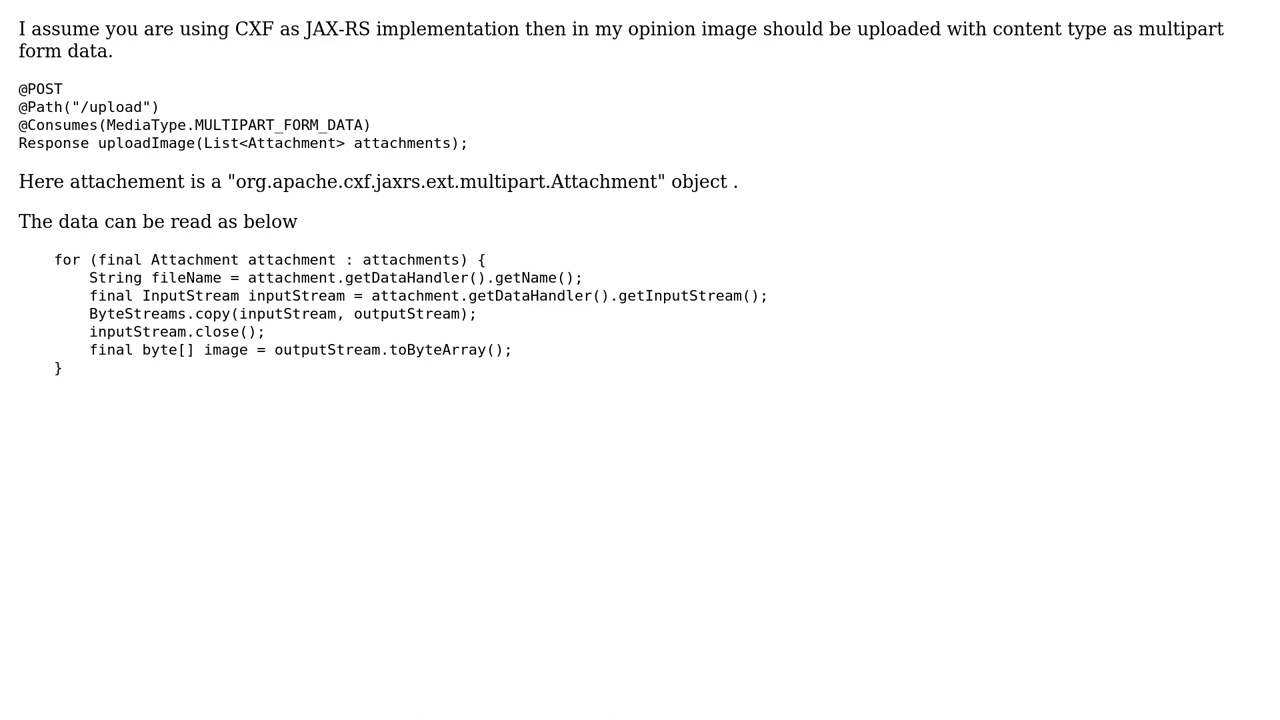 I assume you are using CXF as JAX-RS implementation then in my opinion image should be uploaded with content type as multipart
form data.
@POST
@Path("/upload")
@Consumes(MediaType.MULTIPART_FORM_DATA)
Response uploadImage(List<Attachment> attachments);
Here attachement is a "org.apache.cxf.jaxrs.ext.multipart.Attachment" object .
The data can be read as below
    for (final Attachment attachment : attachments) {
        String fileName = attachment.getDataHandler().getName();
        final InputStream inputStream = attachment.getDataHandler().getInputStream();
        ByteStreams.copy(inputStream, outputStream);
        inputStream.close();
        final byte[] image = outputStream.toByteArray();
    }